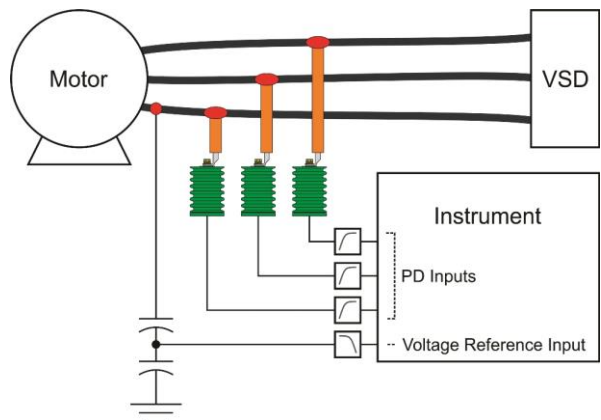 Motor
VSD
Instrument
PD Inputs
Voltage Reference Input